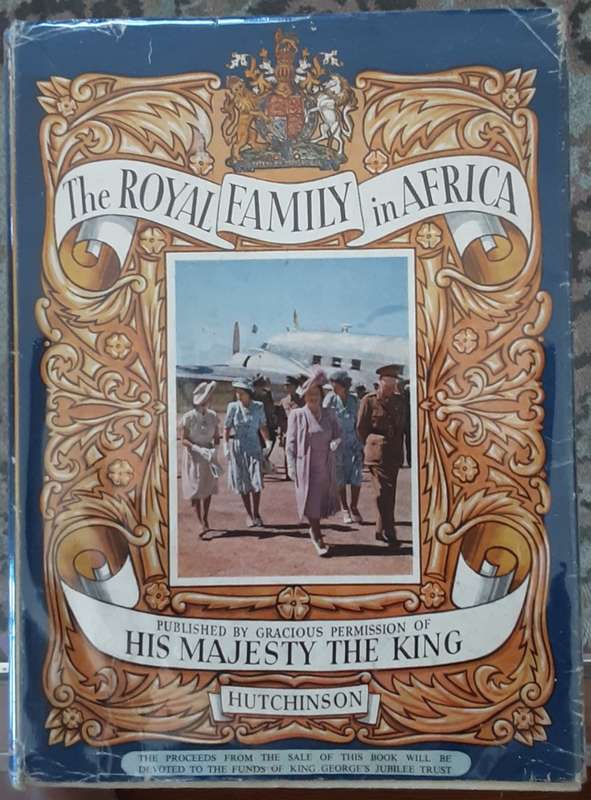 The ROYAL FAMILY in AFRICA
PUBLISHED BY GRACIOUS PERMISSION OF
HIS MAJESTY THE KING
HUTCHINSON
THE PROCEEDS FROM THE SALE OF THIS BOOK WILL BE
DEVOTED TO THE FUNDS OF KING GEORGE'S JUBILEE TRUST